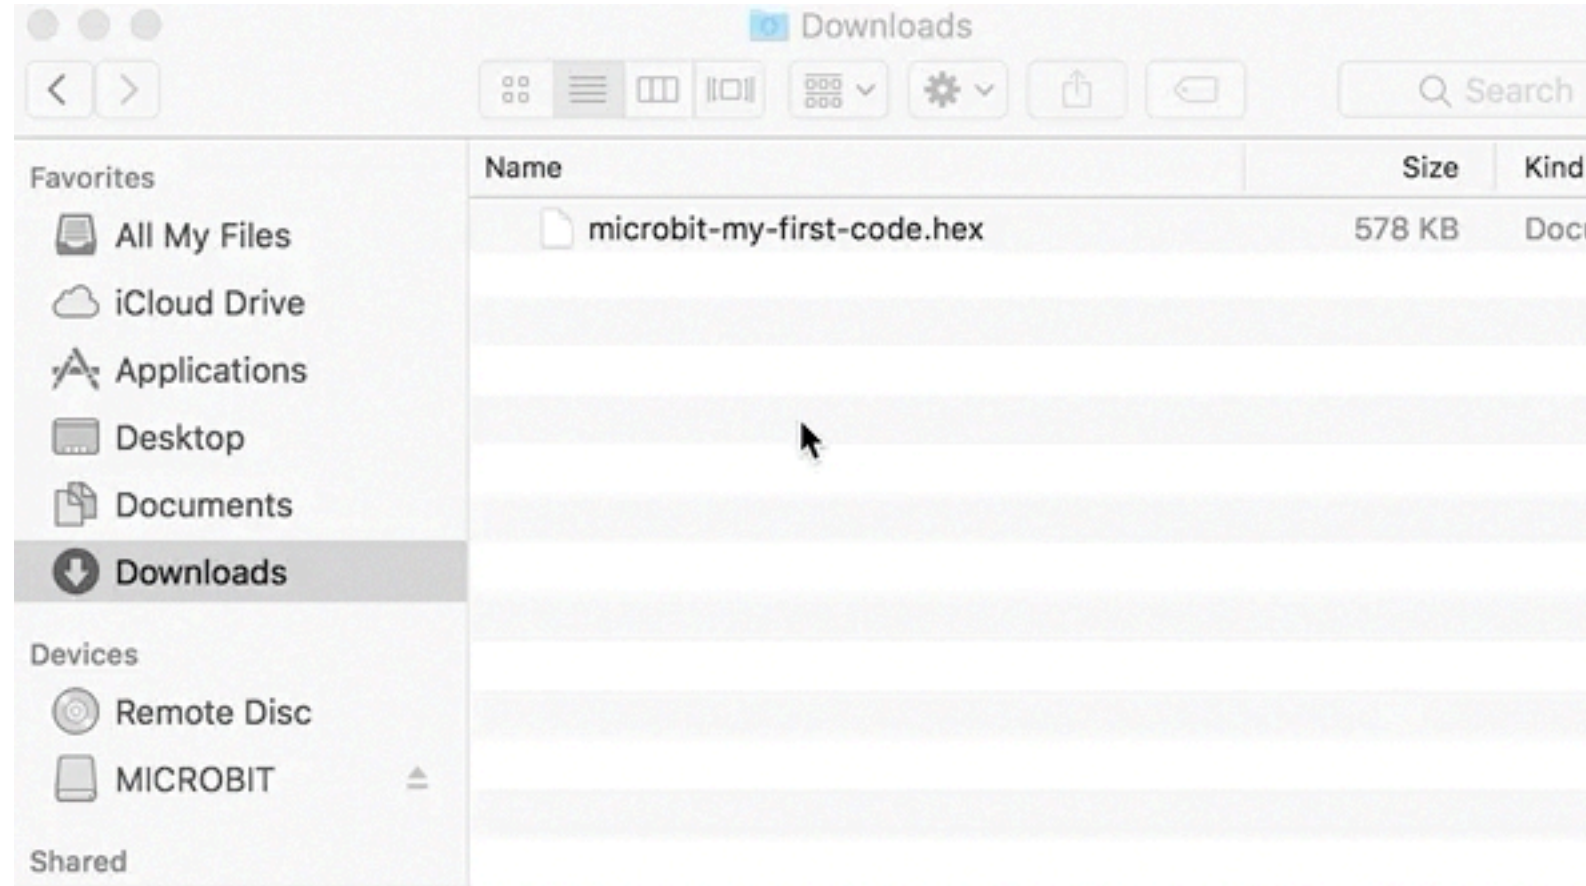 Downloads
Search
Favorites
All My Files
iCloud Drive
Applications
Desktop
Documents
Downloads
Devices
Remote Disc
MICROBIT
Shared
Name Size Kind
microbit-my-first-code.hex 578 KB Docu